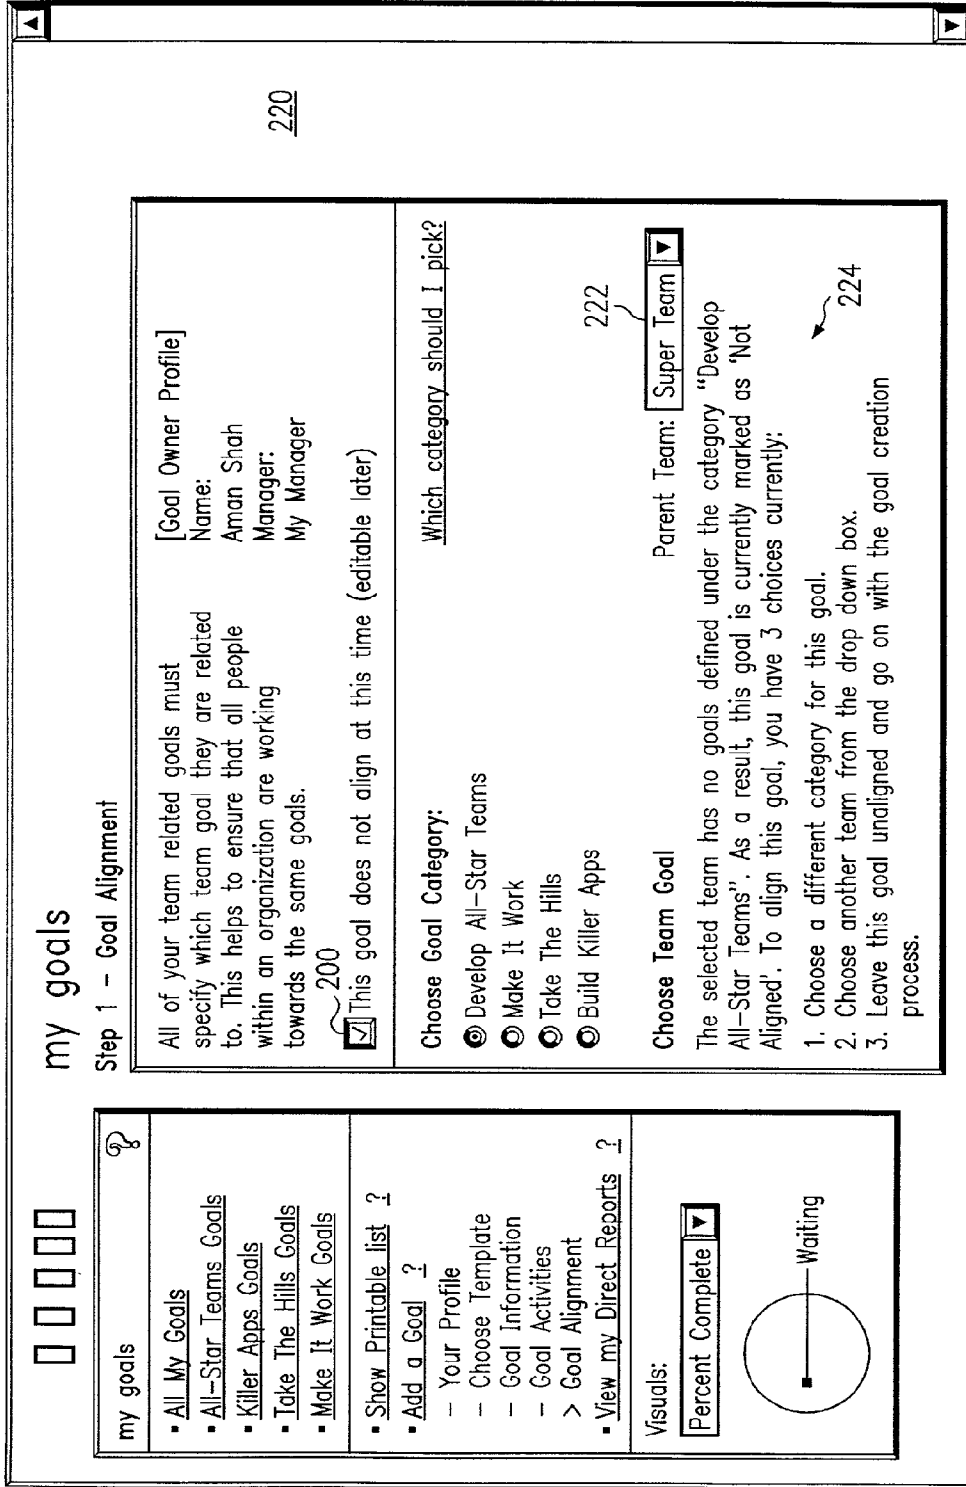 my goals
Step 1 – Goal Alignment
my goals ?
▪ All My Goals
▪ All–Star Teams Goals
▪ Killer Apps Goals
▪ Take The Hills Goals
▪ Make It Work Goals
▪ Show Printable list ?
▪ Add a Goal ?
– Your Profile
– Choose Template
– Goal Information
– Goal Activities
> Goal Alignment
▪ View my Direct Reports ?
Visuals:
Percent Complete
Waiting
All of your team related goals must
specify which team goal they are related
to. This helps to ensure that all people
within an organization are working
towards the same goals.
200
This goal does not align at this time (editable later)
[Goal Owner Profile]
Name:
Aman Shah
Manager:
My Manager
220
Choose Goal Category:
Which category should I pick?
Develop All–Star Teams
Make It Work
Take The Hills
Build Killer Apps
222
Choose Team Goal
Parent Team: Super Team
The selected team has no goals defined under the category “Develop
All–Star Teams”. As a result, this goal is currently marked as ‘Not
Aligned’. To align this goal, you have 3 choices currently:
1. Choose a different category for this goal.
2. Choose another team from the drop down box.
3. Leave this goal unaligned and go on with the goal creation
process.
224